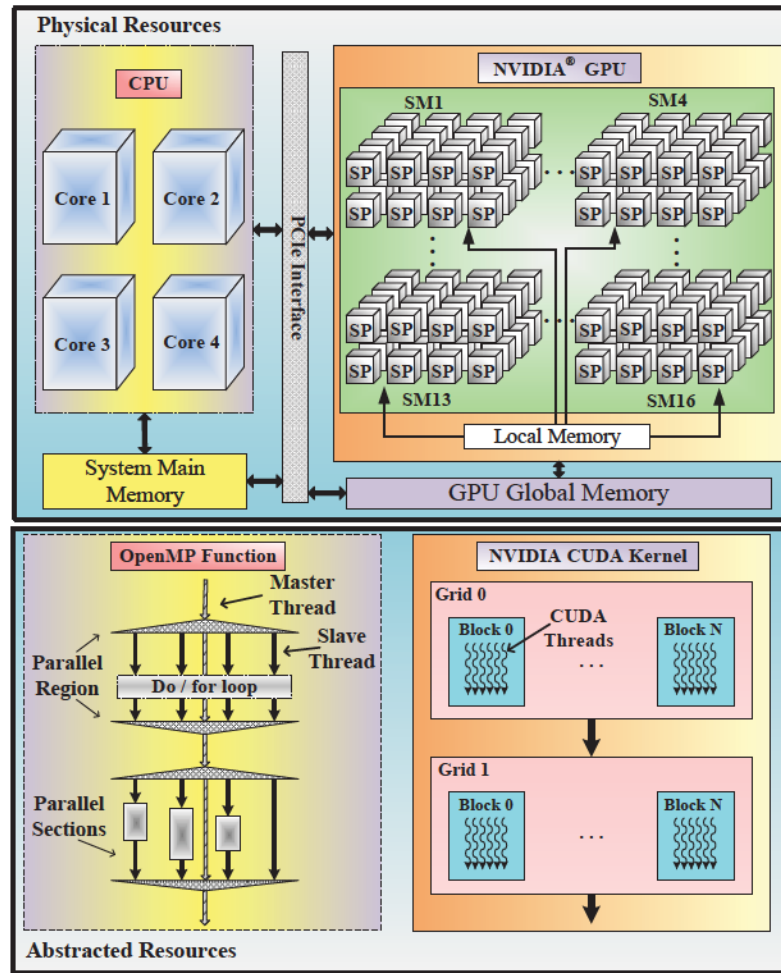 Physical Resources
CPU
Core 1
Core 2
Core 3
Core 4
System Main
Memory
PCIe Interface
NVIDIA® GPU
SM1
SM4
SP SP SP SP
SP SP SP SP
. . .
SP SP SP SP
SP SP SP SP
SP SP SP SP
SP SP SP SP
. . .
SP SP SP SP
SP SP SP SP
SM13
SM16
Local Memory
GPU Global Memory
OpenMP Function
Master
Thread
Slave
Thread
Parallel
Region
Do / for loop
Parallel
Sections
NVIDIA CUDA Kernel
Grid 0
Block 0
CUDA
Threads
Block N
. . .
Grid 1
Block 0
Block N
. . .
Abstracted Resources